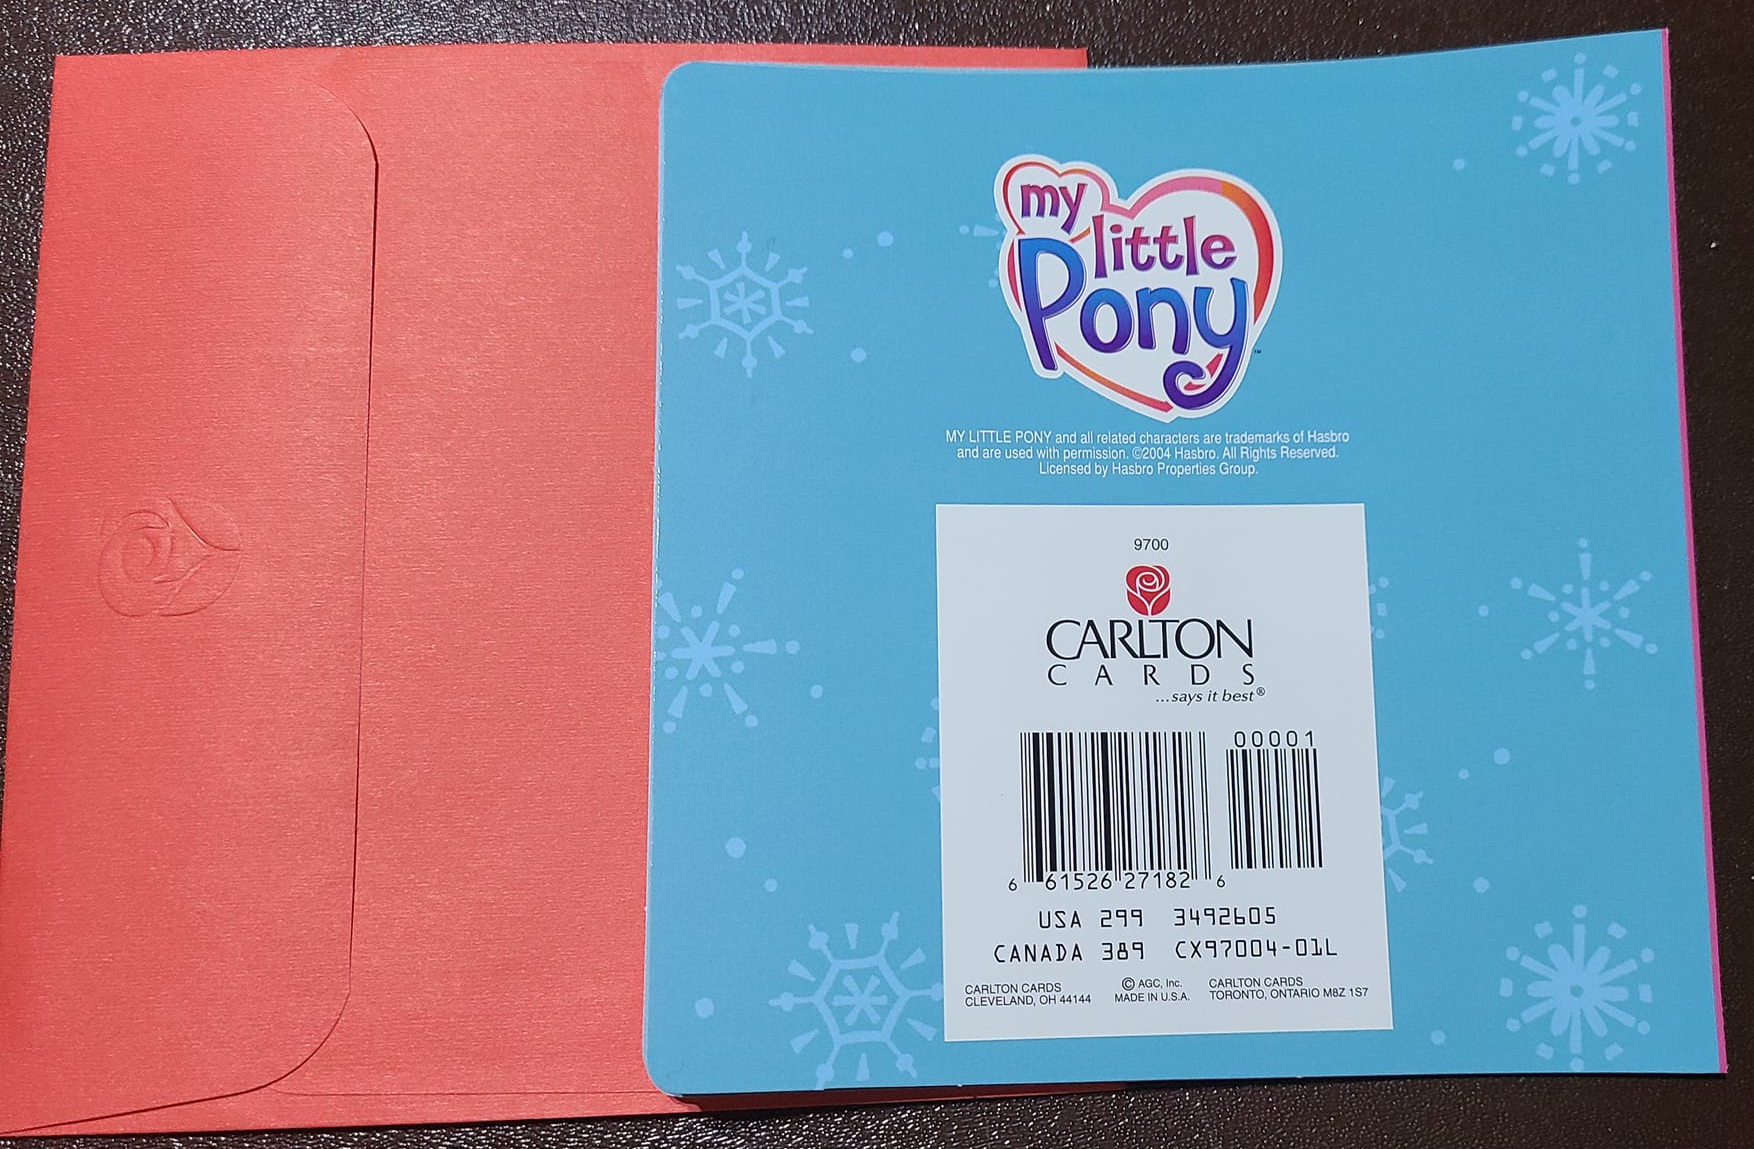 my
little
Pony
™
MY LITTLE PONY and all related characters are trademarks of Hasbro
and are used with permission. ©2004 Hasbro. All Rights Reserved.
Licensed by Hasbro Properties Group.
9700
CARLTON
CARDS
...says it best®
00001
6 61526 27182 6
USA 299 3492605
CANADA 389 CX97004-01L
CARLTON CARDS
CLEVELAND, OH 44144
© AGC, Inc.
MADE IN U.S.A.
CARLTON CARDS
TORONTO, ONTARIO M8Z 1S7